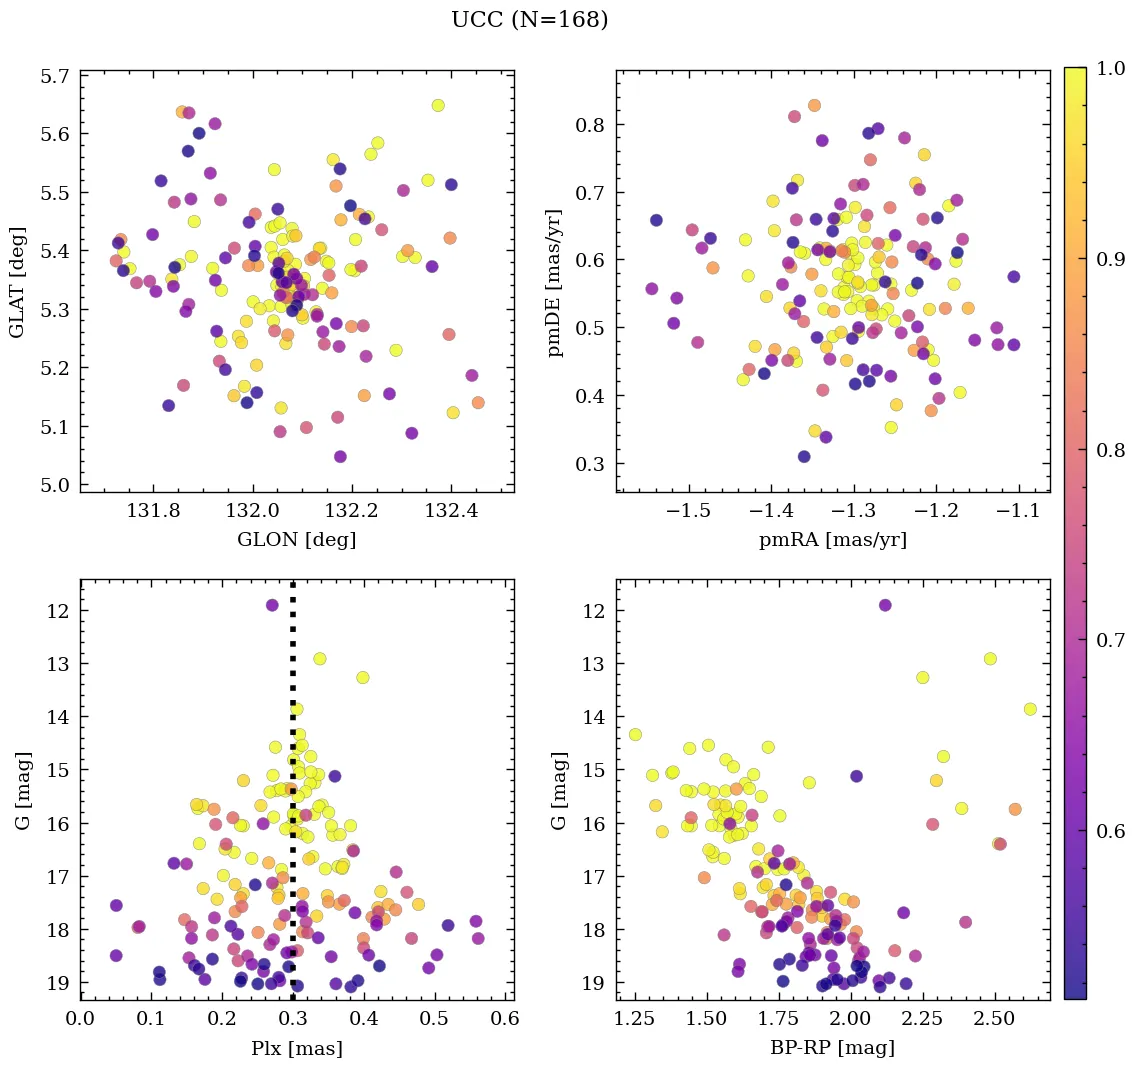 UCC (N=168)
5.7
5.6
5.5
5.4
5.3
5.2
5.1
5.0
GLAT [deg]
131.8 132.0 132.2 132.4
GLON [deg]
0.8
0.7
0.6
0.5
0.4
0.3
pmDE [mas/yr]
−1.5 −1.4 −1.3 −1.2 −1.1
pmRA [mas/yr]
1.0
0.9
0.8
0.7
0.6
12
13
14
15
16
17
18
19
G [mag]
0.0 0.1 0.2 0.3 0.4 0.5 0.6
Plx [mas]
12
13
14
15
16
17
18
19
G [mag]
1.25 1.50 1.75 2.00 2.25 2.50
BP-RP [mag]